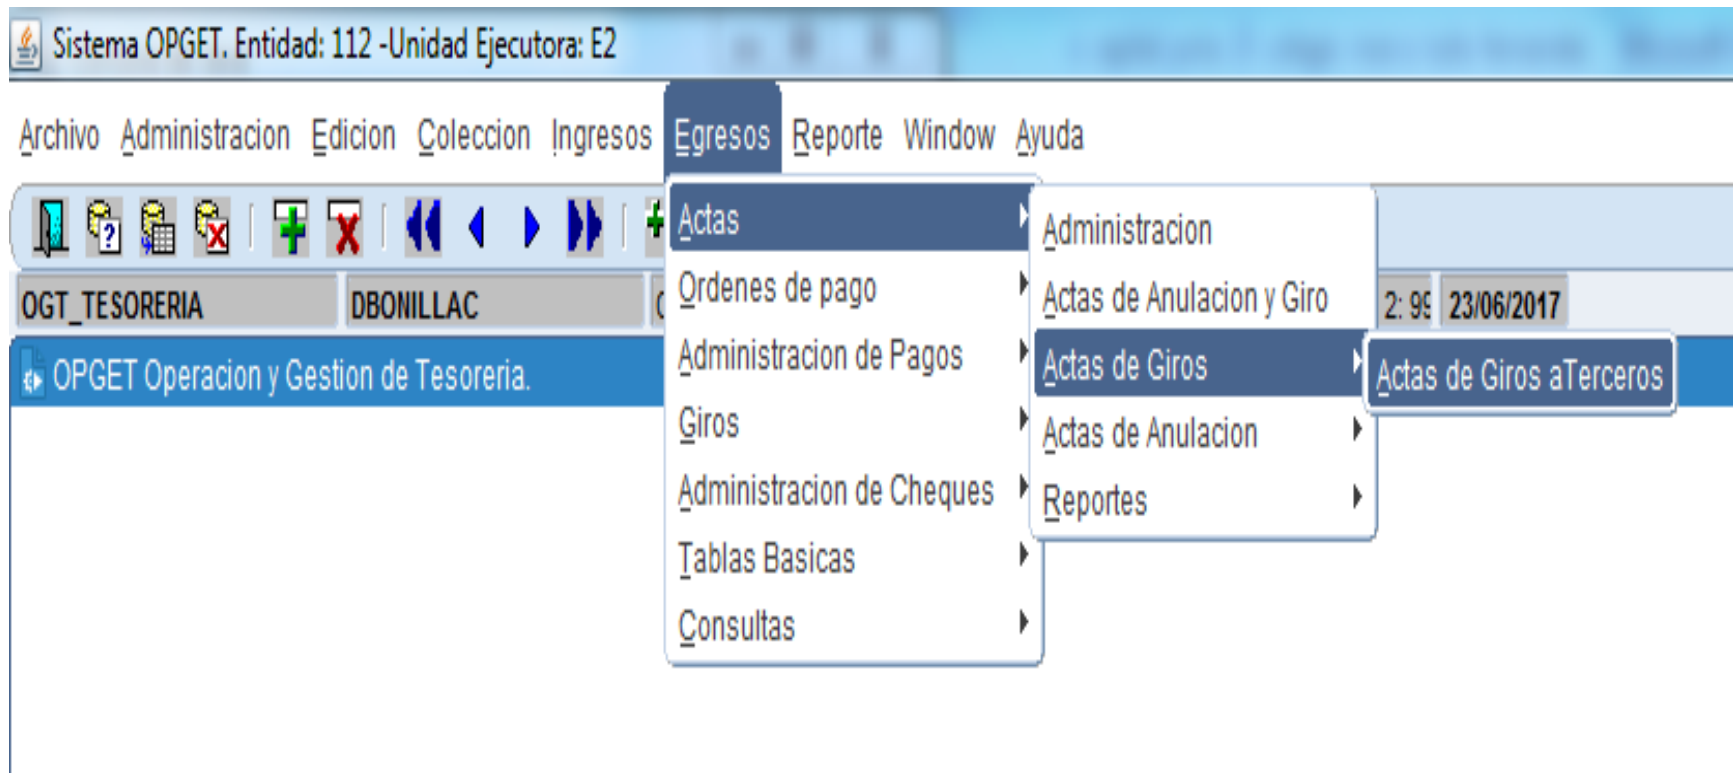 Sistema OPGET. Entidad: 112 -Unidad Ejecutora: E2
Archivo Administracion Edicion Coleccion Ingresos Egresos Reporte Window Ayuda
OGT_TESORERIA DBONILLAC 2: 99 23/06/2017
OPGET Operacion y Gestion de Tesoreria.
Actas
Ordenes de pago
Administracion de Pagos
Giros
Administracion de Cheques
Tablas Basicas
Consultas
Administracion
Actas de Anulacion y Giro
Actas de Giros
Actas de Anulacion
Reportes
Actas de Giros aTerceros